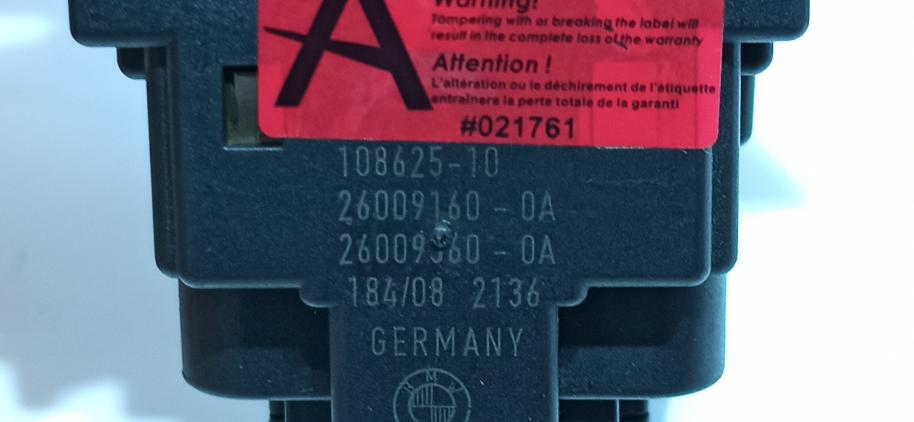 A
Warning!
Tampering with or breaking the label will
result in the complete loss of the warranty
Attention !
L'altération ou le déchirement de l'étiquette
entraînera la perte totale de la garanti
#021761
108625-10
26009160 - 0A
26009360 - 0A
184/08 2136
GERMANY
BMW